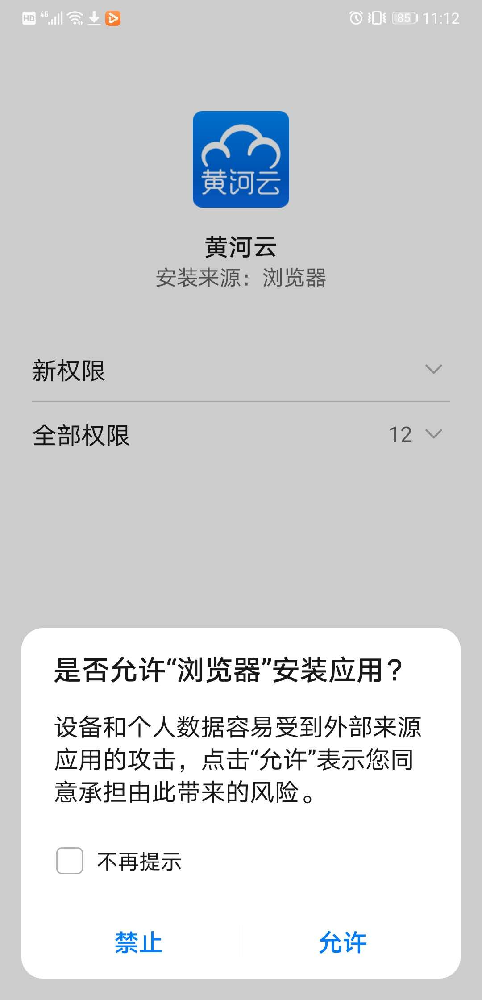 HD 4G 85 11:12
黄河云
黄河云
安装来源：浏览器
新权限
全部权限 12
是否允许“浏览器”安装应用？
设备和个人数据容易受到外部来源
应用的攻击，点击“允许”表示您同
意承担由此带来的风险。
不再提示
禁止 允许